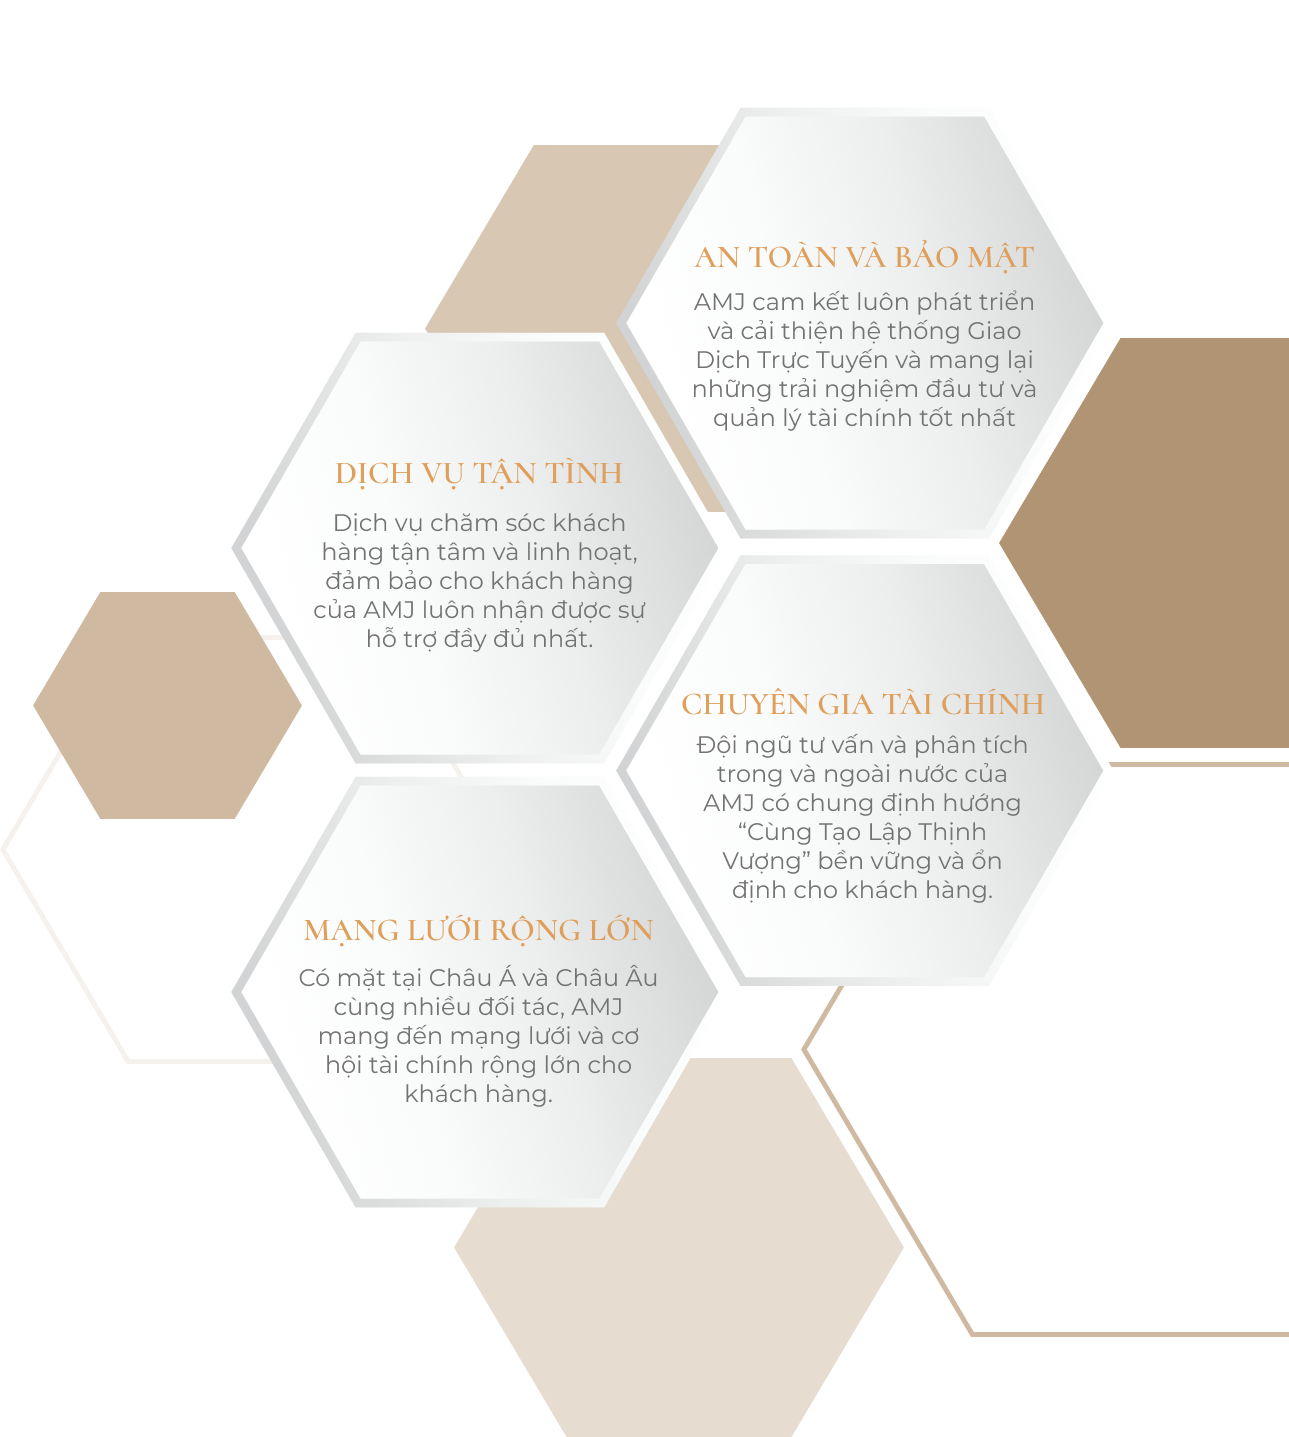 AN TOÀN VÀ BẢO MẬT
AMJ cam kết luôn phát triển
và cải thiện hệ thống Giao
Dịch Trực Tuyến và mang lại
những trải nghiệm đầu tư và
quản lý tài chính tốt nhất
DỊCH VỤ TẬN TÌNH
Dịch vụ chăm sóc khách
hàng tận tâm và linh hoạt,
đảm bảo cho khách hàng
của AMJ luôn nhận được sự
hỗ trợ đầy đủ nhất.
CHUYÊN GIA TÀI CHÍNH
Đội ngũ tư vấn và phân tích
trong và ngoài nước của
AMJ có chung định hướng
“Cùng Tạo Lập Thịnh
Vượng” bền vững và ổn
định cho khách hàng.
MẠNG LƯỚI RỘNG LỚN
Có mặt tại Châu Á và Châu Âu
cùng nhiều đối tác, AMJ
mang đến mạng lưới và cơ
hội tài chính rộng lớn cho
khách hàng.